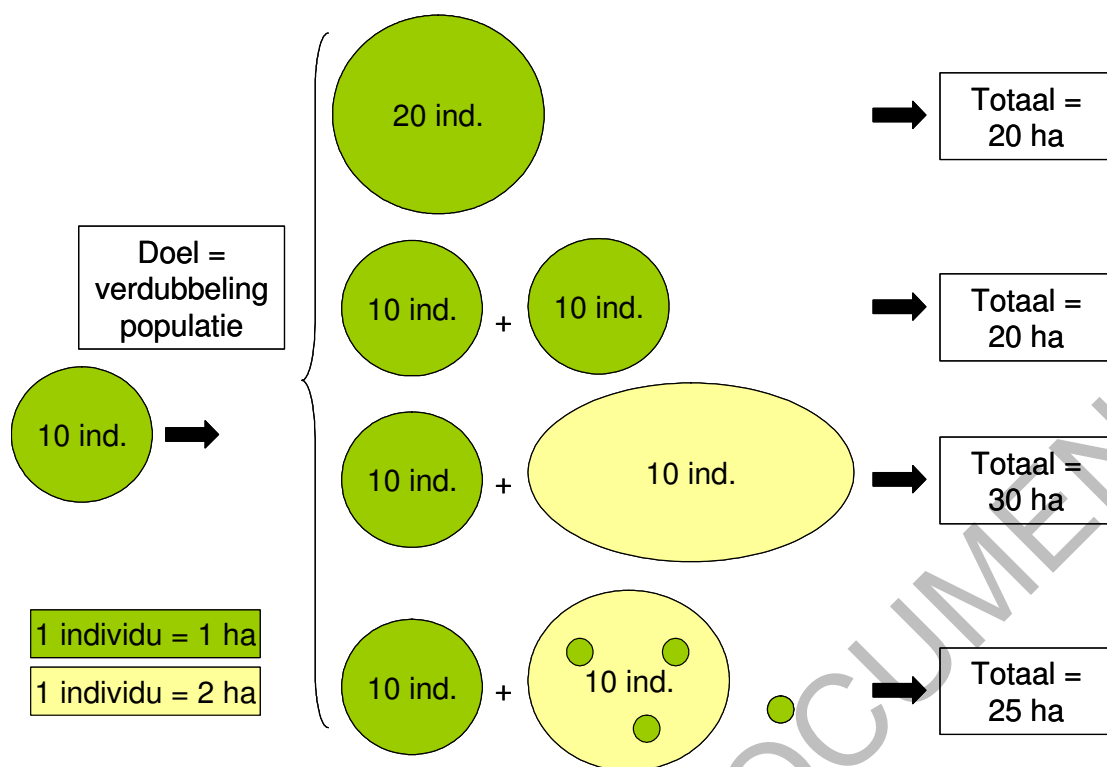 20 ind.
Totaal =
20 ha
Doel =
verdubbeling
populatie
10 ind.
+
10 ind.
Totaal =
20 ha
10 ind.
10 ind.
+
10 ind.
Totaal =
30 ha
1 individu = 1 ha
1 individu = 2 ha
10 ind.
+
10 ind.
Totaal =
25 ha